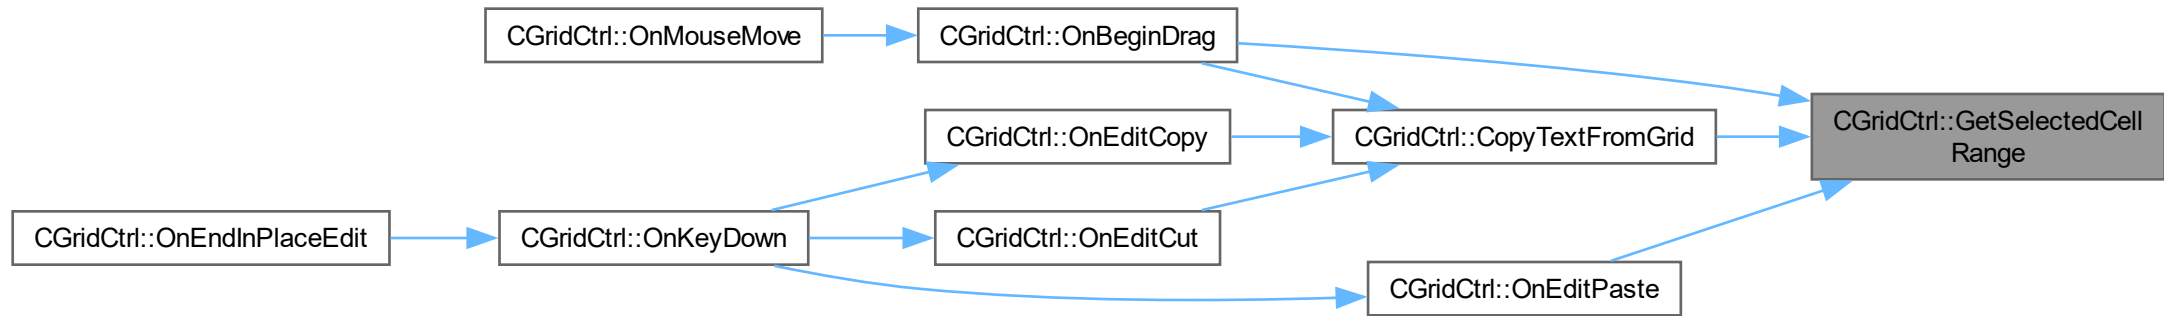 CGridCtrl::OnMouseMove
CGridCtrl::OnBeginDrag
CGridCtrl::GetSelectedCell
Range
CGridCtrl::OnEditCopy
CGridCtrl::CopyTextFromGrid
CGridCtrl::OnEndInPlaceEdit
CGridCtrl::OnKeyDown
CGridCtrl::OnEditCut
CGridCtrl::OnEditPaste